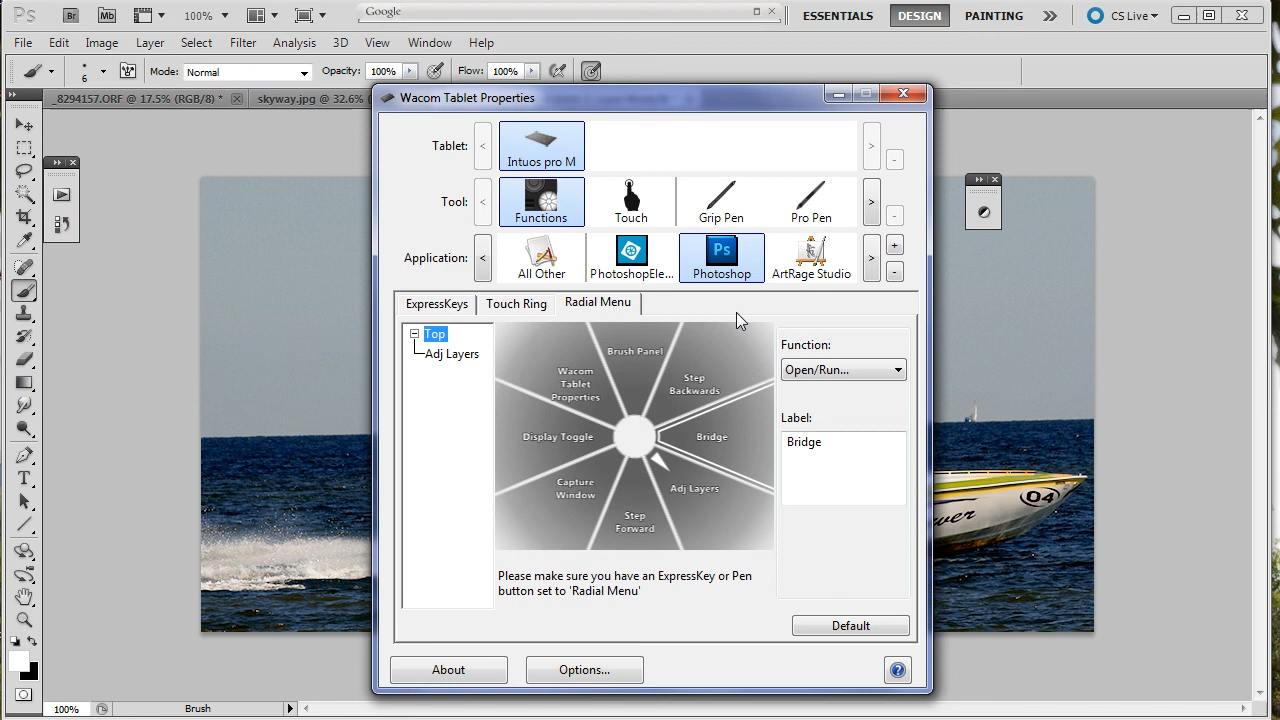 Ps Br Mb 100% Google ESSENTIALS DESIGN PAINTING CS Live
File Edit Image Layer Select Filter Analysis 3D View Window Help
6 Mode: Normal Opacity: 100% Flow: 100%
_8294157.ORF @ 17.5% (RGB/8) * skyway.jpg @ 32.6%
Wacom Tablet Properties
Tablet: < Intuos pro M > -
Tool: < Functions Touch Grip Pen Pro Pen > -
Application: < All Other PhotoshopEle... Ps Photoshop ArtRage Studio > + -
ExpressKeys Touch Ring Radial Menu
Top
Adj Layers
Brush Panel
Step
Backwards
Bridge
Adj Layers
Step
Forward
Capture
Window
Display Toggle
Wacom
Tablet
Properties
Function:
Open/Run...
Label:
Bridge
Please make sure you have an ExpressKey or Pen
button set to 'Radial Menu'
Default
About Options... ?
04
wer
100% Brush